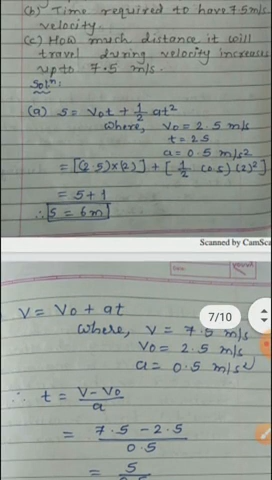 (b) Time required to have 7.5 m/s
velocity.
(c) How much distance it will
travel during velocity increases
upto 7.5 m/s.
Solⁿ:
(a) S = V₀t + 1/2 at²
where, V₀ = 2.5 m/s
t = 2 s
a = 0.5 m/s²
= [(2.5)×(2)] + [1/2 · (0.5) (2)²]
= 5 + 1
∴ S = 6 m
Scanned by CamSca
V = V₀ + at
7/10
where, V = 7.5 m/s
V₀ = 2.5 m/s
a = 0.5 m/s²
∴ t = V - V₀ / a
= 7.5 - 2.5 / 0.5
= 5